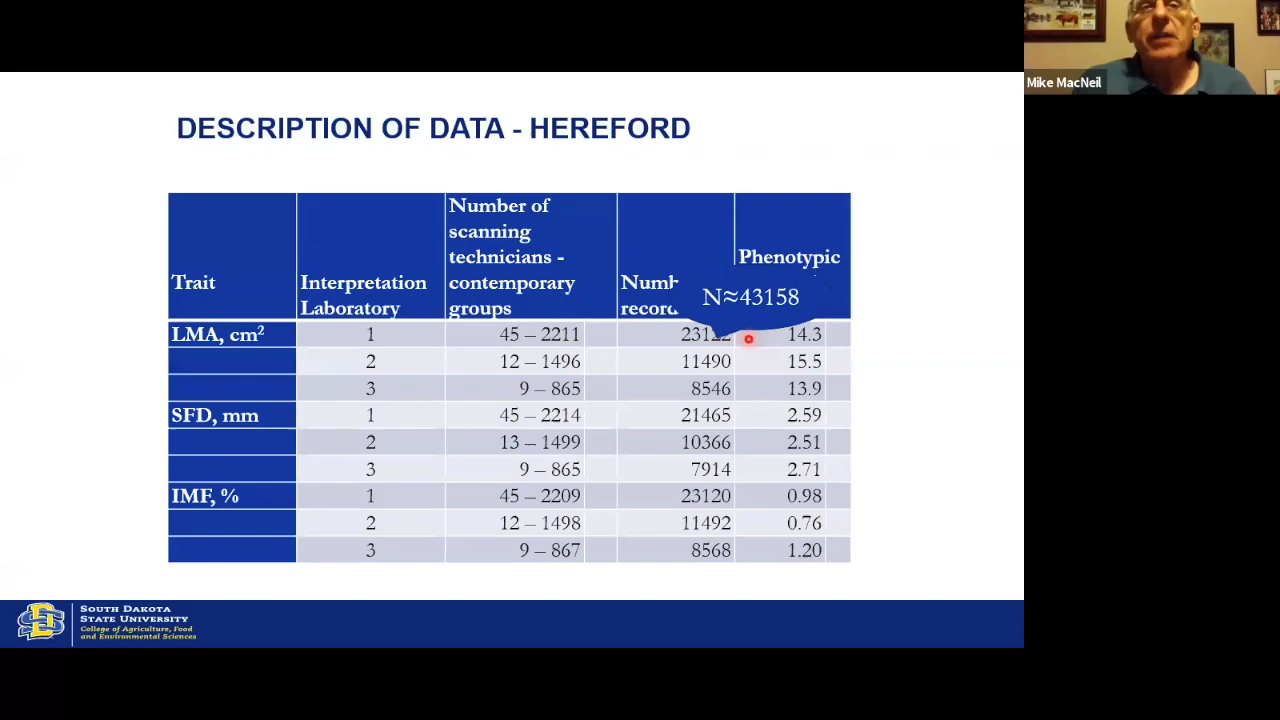 Mike MacNeil
DESCRIPTION OF DATA - HEREFORD
Trait
Interpretation
Laboratory
Number of
scanning
technicians -
contemporary
groups
Phenotypic
N≈43158
LMA, cm² 1 45 – 2211 14.3
2 12 – 1496 11490 15.5
3 9 – 865 8546 13.9
SFD, mm 1 45 – 2214 21465 2.59
2 13 – 1499 10366 2.51
3 9 – 865 7914 2.71
IMF, % 1 45 – 2209 23120 0.98
2 12 – 1498 11492 0.76
3 9 – 867 8568 1.20
SOUTH DAKOTA
STATE UNIVERSITY
College of Agriculture, Food
and Environmental Sciences